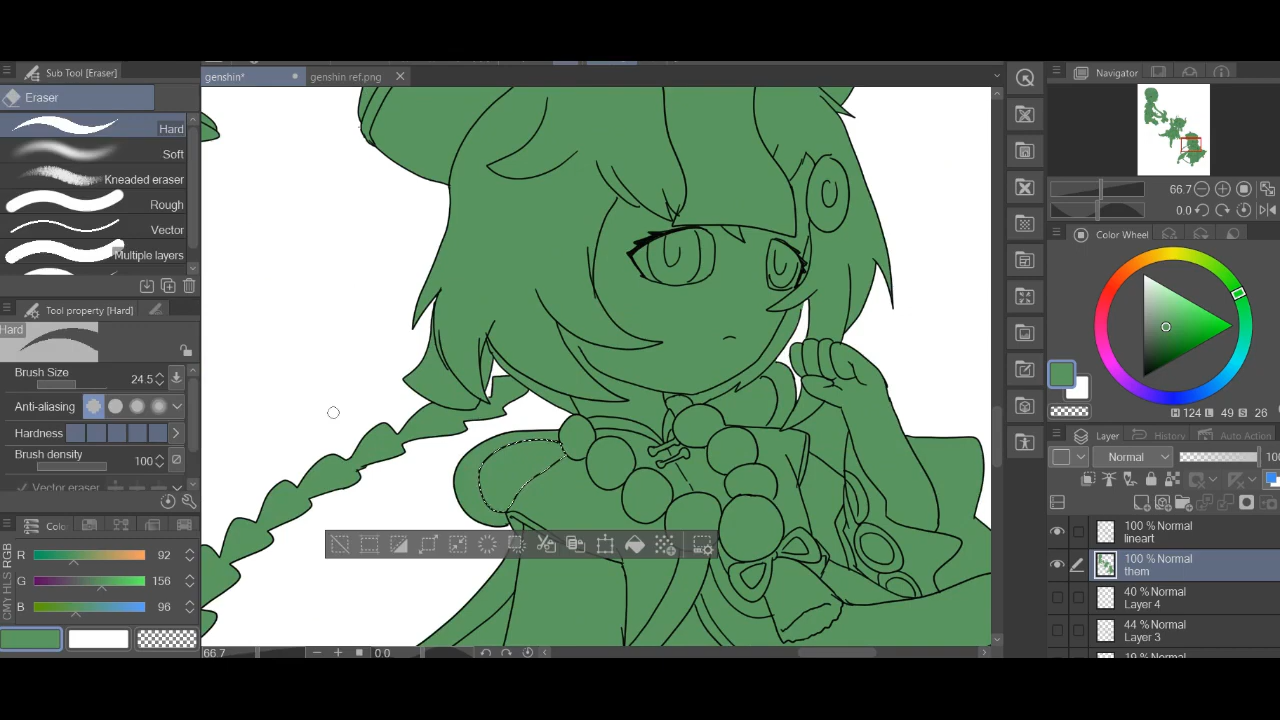 Sub Tool [Eraser]
Eraser
Hard
Soft
Kneaded eraser
Rough
Vector
Multiple layers
Tool property [Hard]
Hard
Brush Size 24.5
Anti-aliasing
Hardness
Brush density 100
Vector eraser
Colo
CMY HLS RGB
R 92
G 156
B 96
genshin*
genshin ref.png
66.7
0.0
Navigator
66.7
0.0
Color Wheel
H 124 L 49 S 26
Layer
History
Auto Action
Normal
100
100 % Normal
lineart
100 % Normal
them
40 % Normal
Layer 4
44 % Normal
Layer 3
Normal